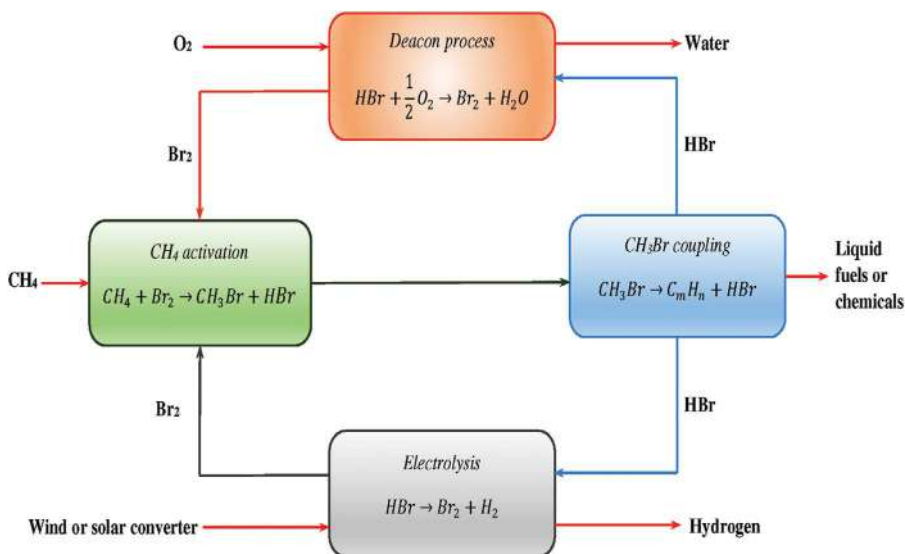 O₂
Deacon process
HBr + 1/2 O₂ → Br₂ + H₂O
Water
Br₂
HBr
CH₄
CH₄ activation
CH₄ + Br₂ → CH₃Br + HBr
CH₃Br coupling
CH₃Br → CₘHₙ + HBr
Liquid
fuels or
chemicals
Br₂
HBr
Electrolysis
HBr → Br₂ + H₂
Wind or solar converter
Hydrogen